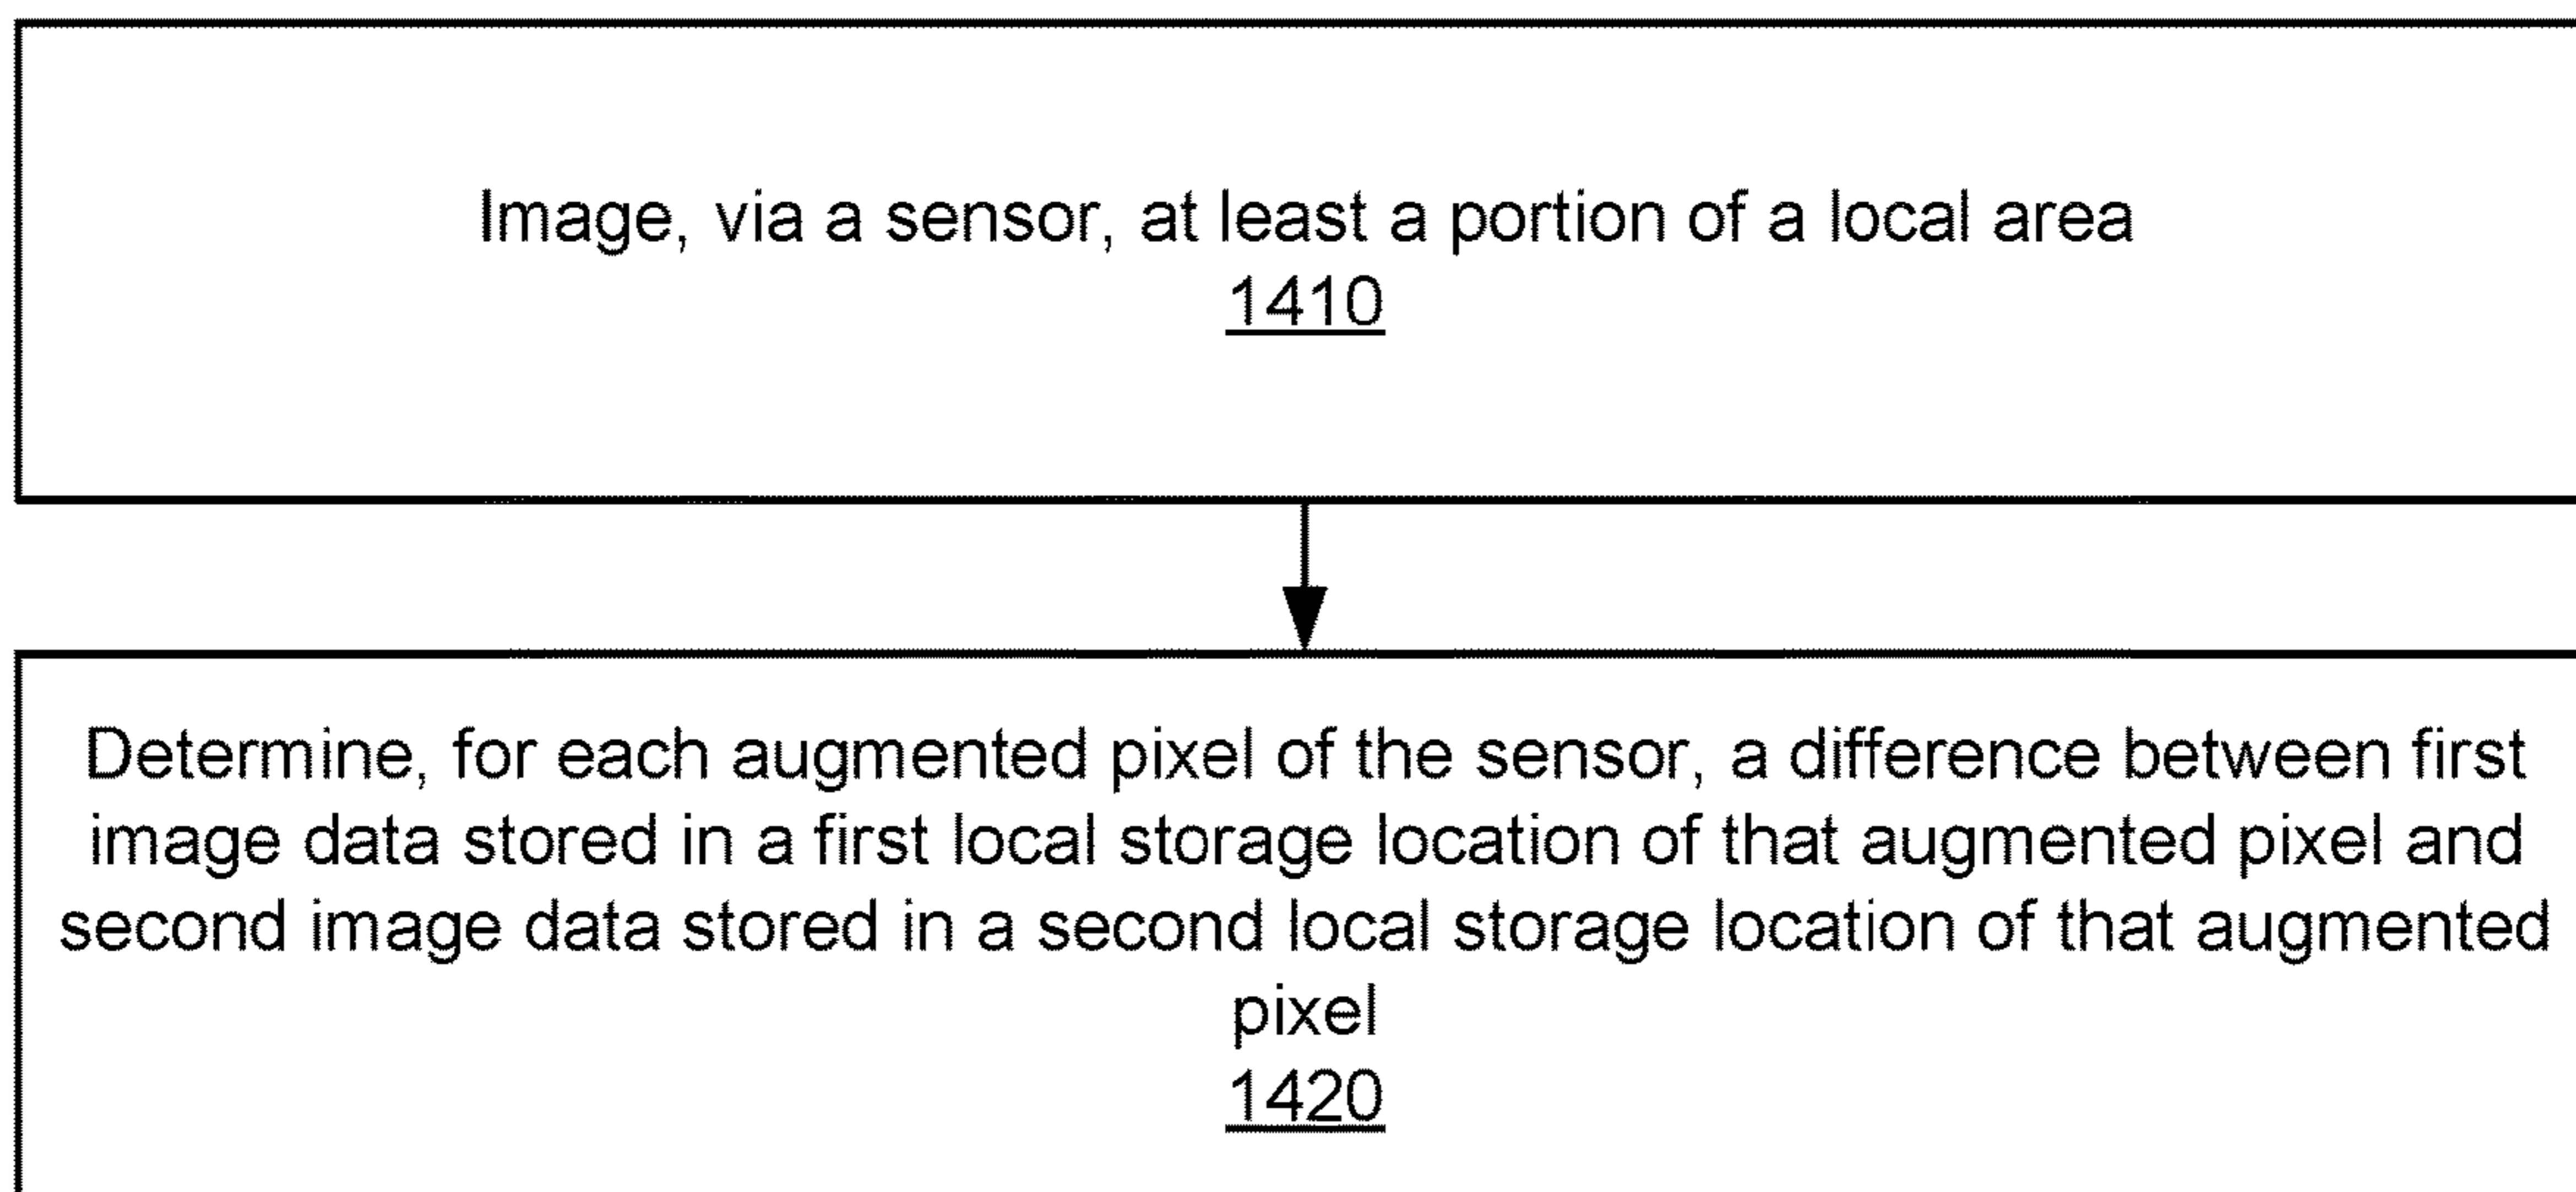 Image, via a sensor, at least a portion of a local area
1410
Determine, for each augmented pixel of the sensor, a difference between first
image data stored in a first local storage location of that augmented pixel and
second image data stored in a second local storage location of that augmented
pixel
1420